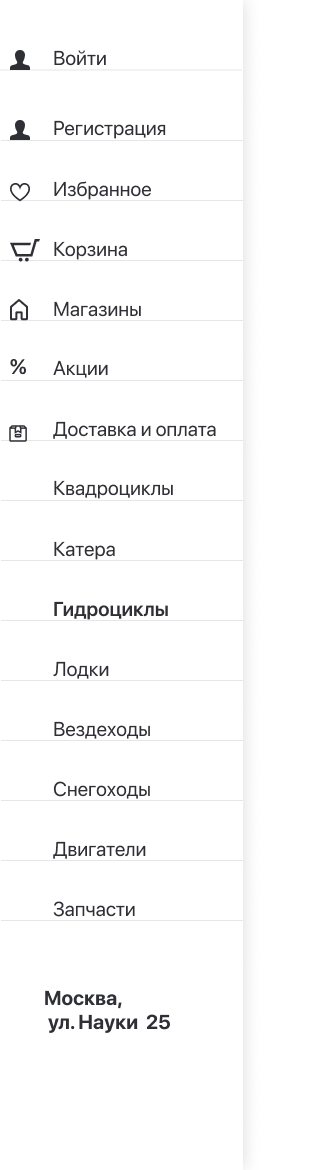 Войти
Регистрация
Избранное
Корзина
Магазины
% Акции
Доставка и оплата
Квадроциклы
Катера
Гидроциклы
Лодки
Вездеходы
Снегоходы
Двигатели
Запчасти
Москва,
ул. Науки 25